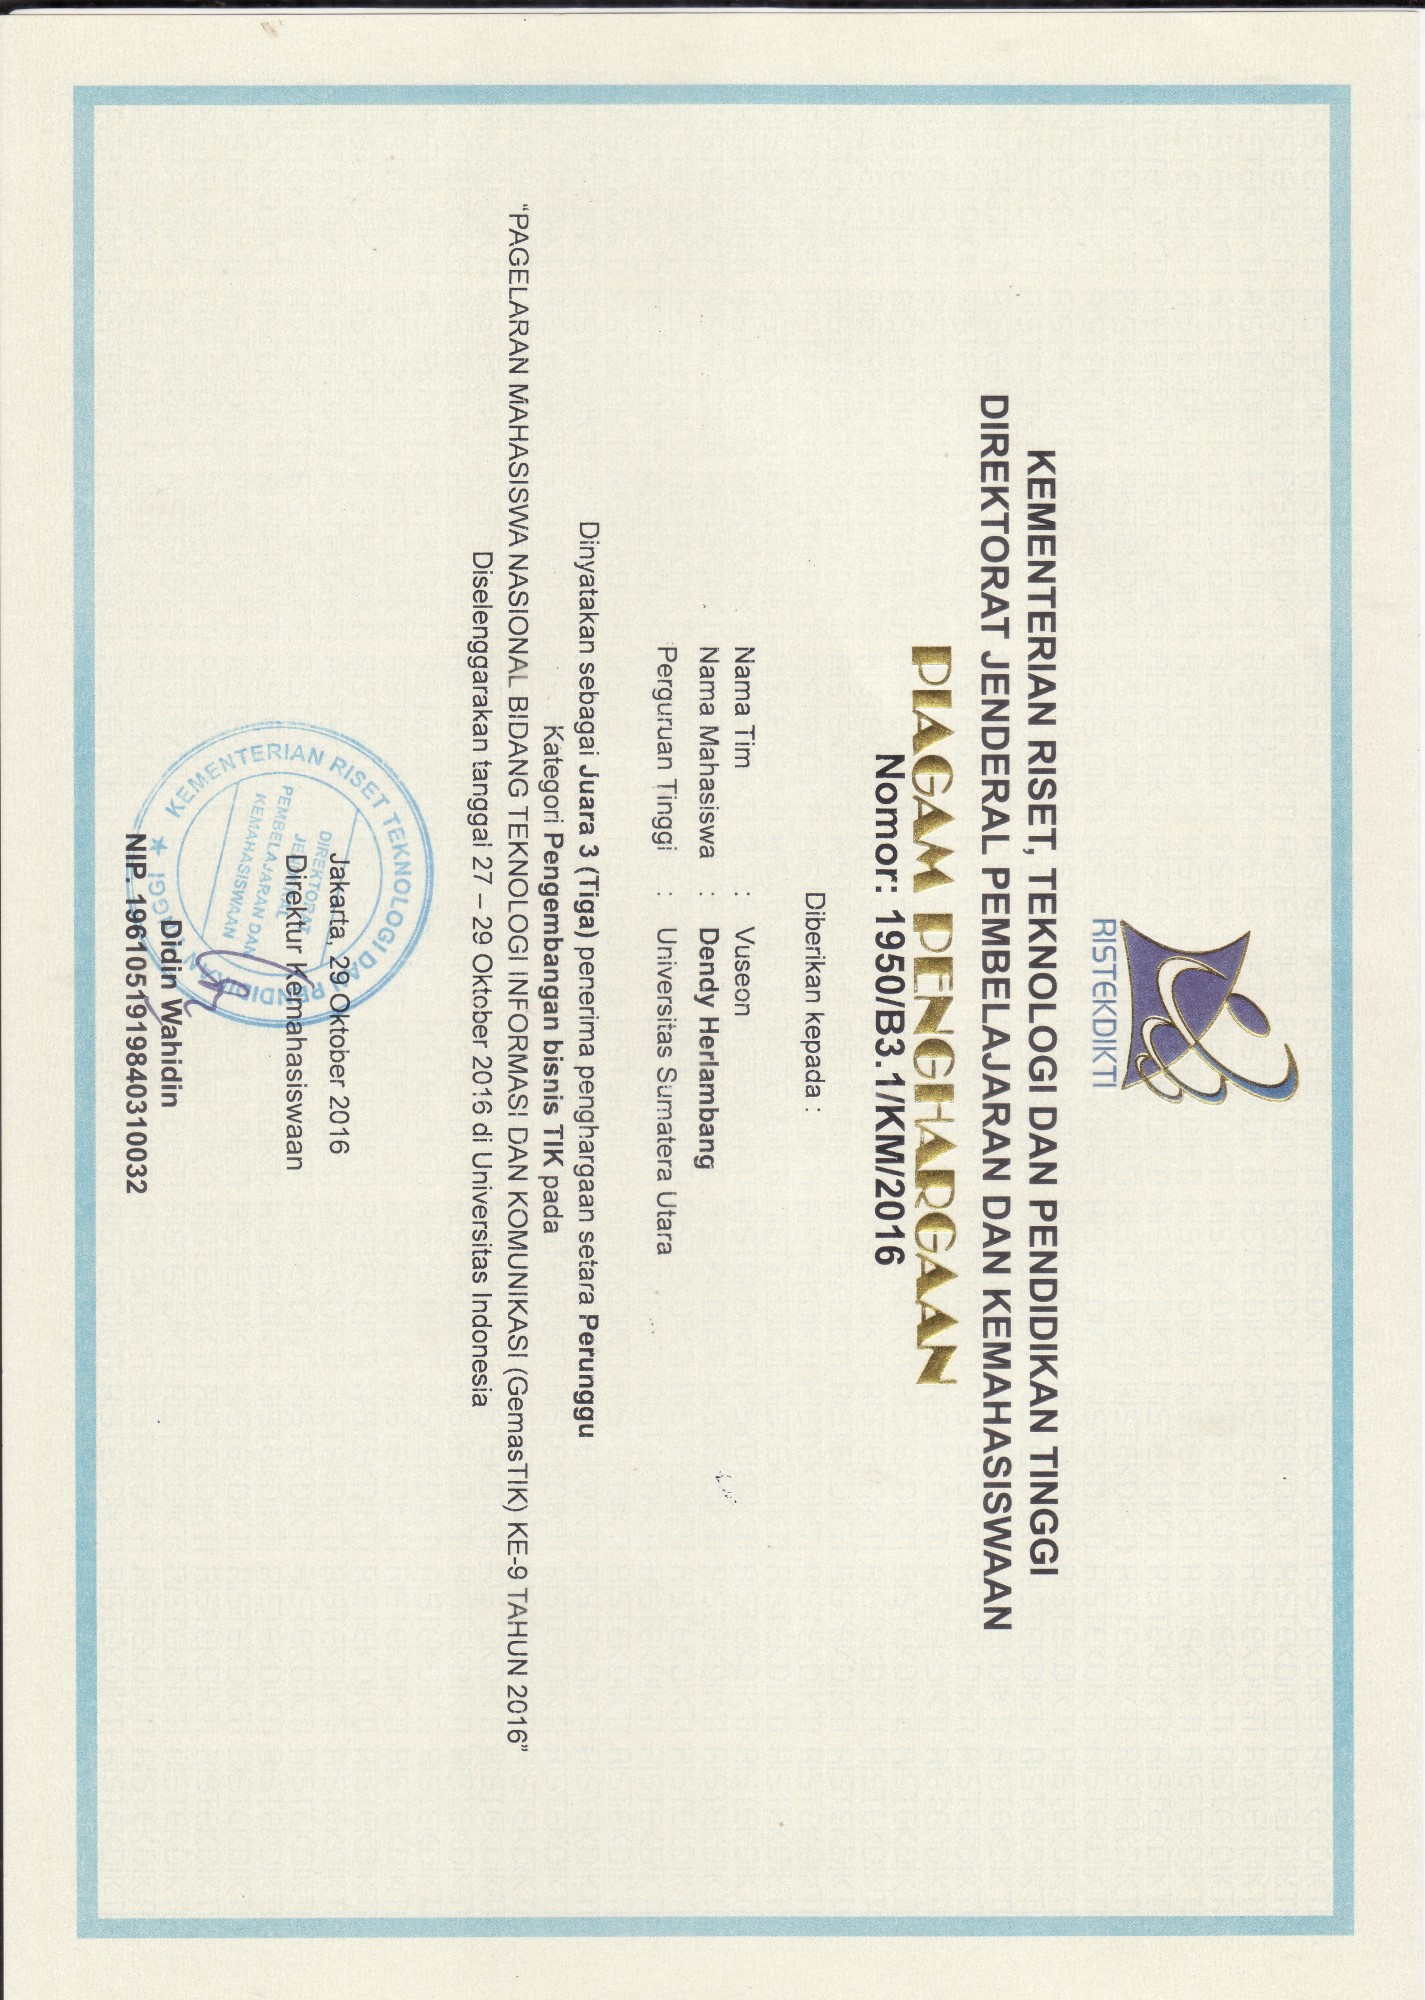 RISTEKDIKTI
KEMENTERIAN RISET, TEKNOLOGI DAN PENDIDIKAN TINGGI
DIREKTORAT JENDERAL PEMBELAJARAN DAN KEMAHASISWAAN
PIAGAM PENGHARGAAN
Nomor: 1950/B3.1/KM/2016
Diberikan kepada :
Nama Tim : Vuseon
Nama Mahasiswa : Dendy Herlambang
Perguruan Tinggi : Universitas Sumatera Utara
Dinyatakan sebagai Juara 3 (Tiga) penerima penghargaan setara Perunggu
Kategori Pengembangan bisnis TIK pada
“PAGELARAN MAHASISWA NASIONAL BIDANG TEKNOLOGI INFORMASI DAN KOMUNIKASI (GemasTIK) KE-9 TAHUN 2016”
Diselenggarakan tanggal 27 – 29 Oktober 2016 di Universitas Indonesia
Jakarta, 29 Oktober 2016
Direktur Kemahasiswaan
KEMENTERIAN RISET TEKNOLOGI DAN PENDIDIKAN TINGGI
DIREKTORAT
JENDERAL
PEMBELAJARAN DAN
KEMAHASISWAAN
Didin Wahidin
NIP. 1961051919840310032